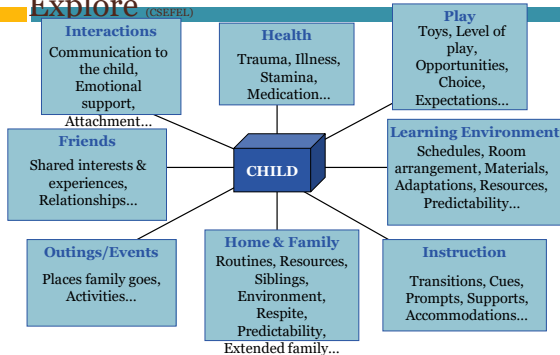 Explore (CSEFEL)
Interactions
Communication to
the child,
Emotional
support,
Attachment...
Health
Trauma, Illness,
Stamina,
Medication...
Play
Toys, Level of
play,
Opportunities,
Choice,
Expectations...
Friends
Shared interests &
experiences,
Relationships...
CHILD
Learning Environment
Schedules, Room
arrangement, Materials,
Adaptations, Resources,
Predictability...
Outings/Events
Places family goes,
Activities...
Home & Family
Routines, Resources,
Siblings,
Environment,
Respite,
Predictability,
Extended family...
Instruction
Transitions, Cues,
Prompts, Supports,
Accommodations...